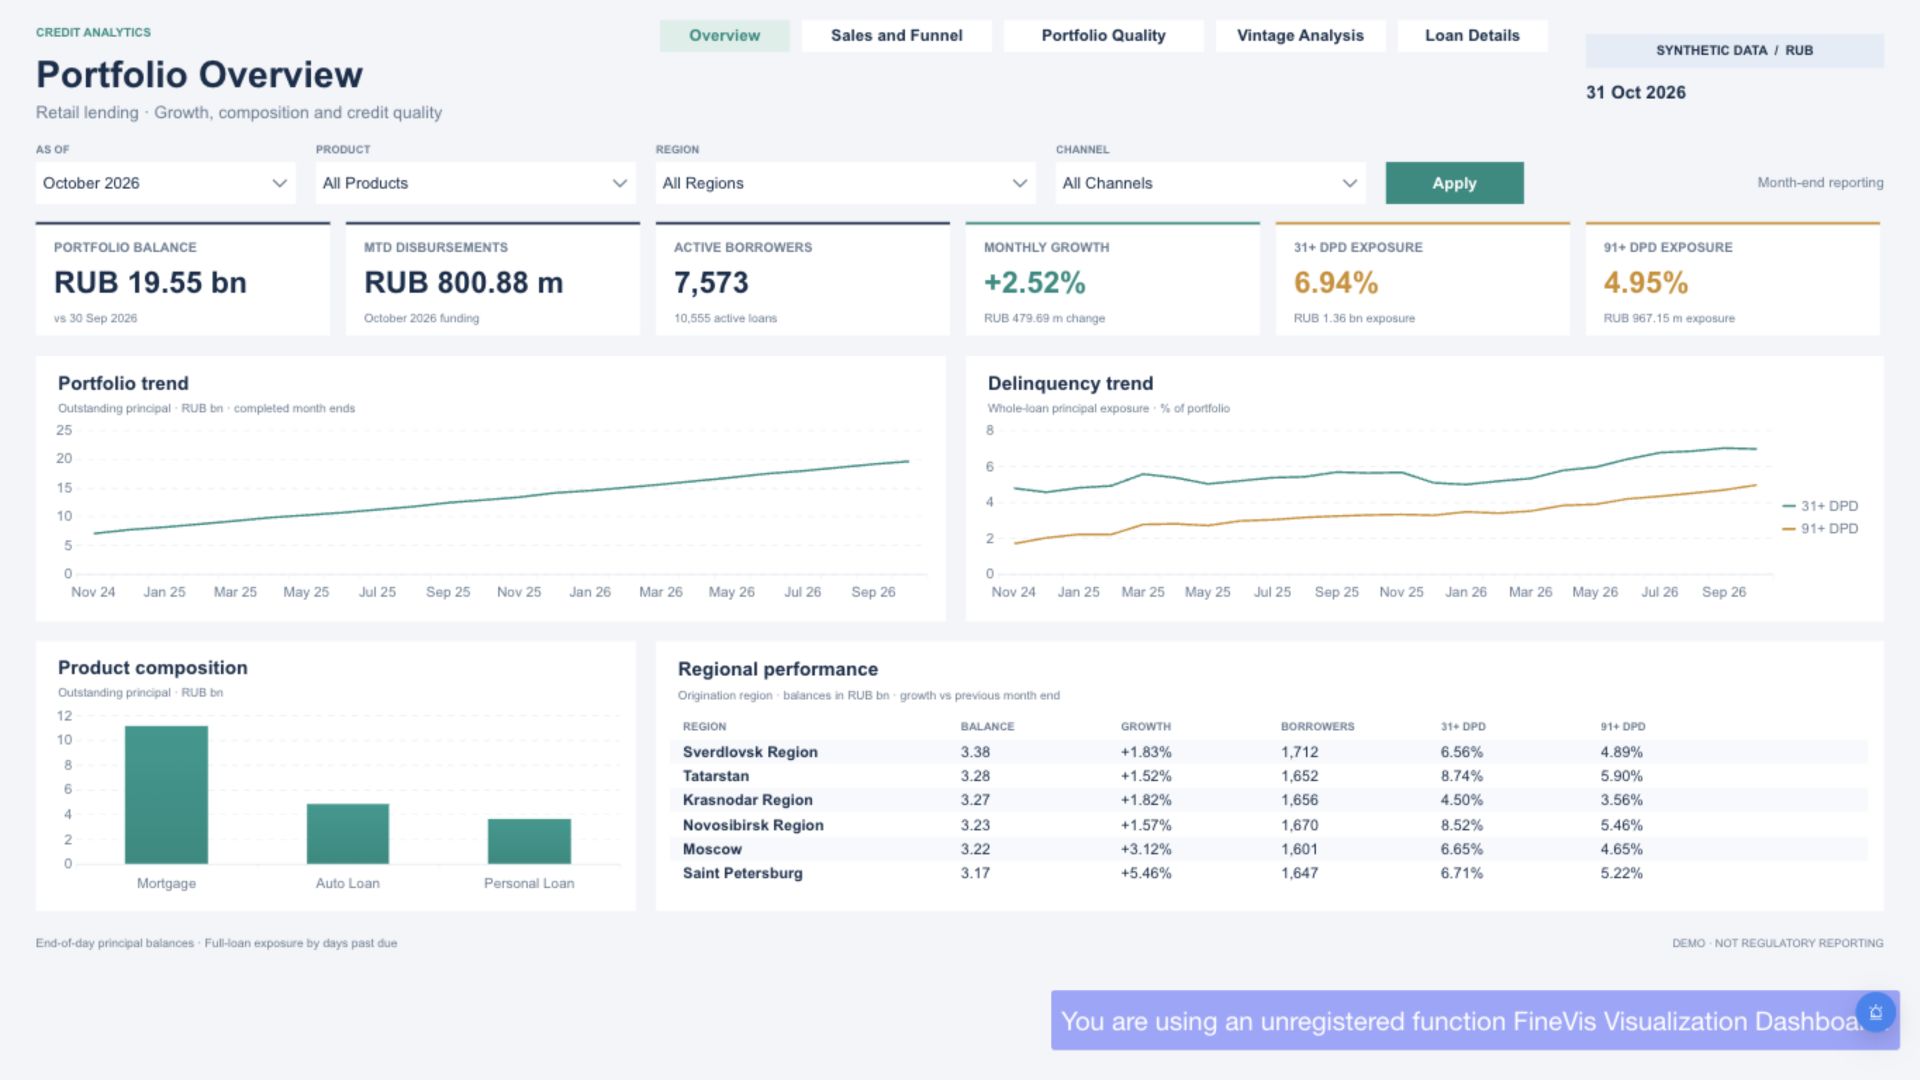 CREDIT ANALYTICS
Portfolio Overview
Retail lending · Growth, composition and credit quality
Overview
Sales and Funnel
Portfolio Quality
Vintage Analysis
Loan Details
SYNTHETIC DATA / RUB
31 Oct 2026
AS OF
October 2026
PRODUCT
All Products
REGION
All Regions
CHANNEL
All Channels
Apply
Month-end reporting
PORTFOLIO BALANCE
RUB 19.55 bn
vs 30 Sep 2026
MTD DISBURSEMENTS
RUB 800.88 m
October 2026 funding
ACTIVE BORROWERS
7,573
10,555 active loans
MONTHLY GROWTH
+2.52%
RUB 479.69 m change
31+ DPD EXPOSURE
6.94%
RUB 1.36 bn exposure
91+ DPD EXPOSURE
4.95%
RUB 967.15 m exposure
Portfolio trend
Outstanding principal · RUB bn · completed month ends
25
20
15
10
5
0
Nov 24 Jan 25 Mar 25 May 25 Jul 25 Sep 25 Nov 25 Jan 26 Mar 26 May 26 Jul 26 Sep 26
Delinquency trend
Whole-loan principal exposure · % of portfolio
8
6
4
2
0
Nov 24 Jan 25 Mar 25 May 25 Jul 25 Sep 25 Nov 25 Jan 26 Mar 26 May 26 Jul 26 Sep 26
31+ DPD
91+ DPD
Product composition
Outstanding principal · RUB bn
12
10
8
6
4
2
0
Mortgage Auto Loan Personal Loan
Regional performance
Origination region · balances in RUB bn · growth vs previous month end
REGION BALANCE GROWTH BORROWERS 31+ DPD 91+ DPD
Sverdlovsk Region 3.38 +1.83% 1,712 6.56% 4.89%
Tatarstan 3.28 +1.52% 1,652 8.74% 5.90%
Krasnodar Region 3.27 +1.82% 1,656 4.50% 3.56%
Novosibirsk Region 3.23 +1.57% 1,670 8.52% 5.46%
Moscow 3.22 +3.12% 1,601 6.65% 4.65%
Saint Petersburg 3.17 +5.46% 1,647 6.71% 5.22%
End-of-day principal balances · Full-loan exposure by days past due
DEMO · NOT REGULATORY REPORTING
You are using an unregistered function FineVis Visualization